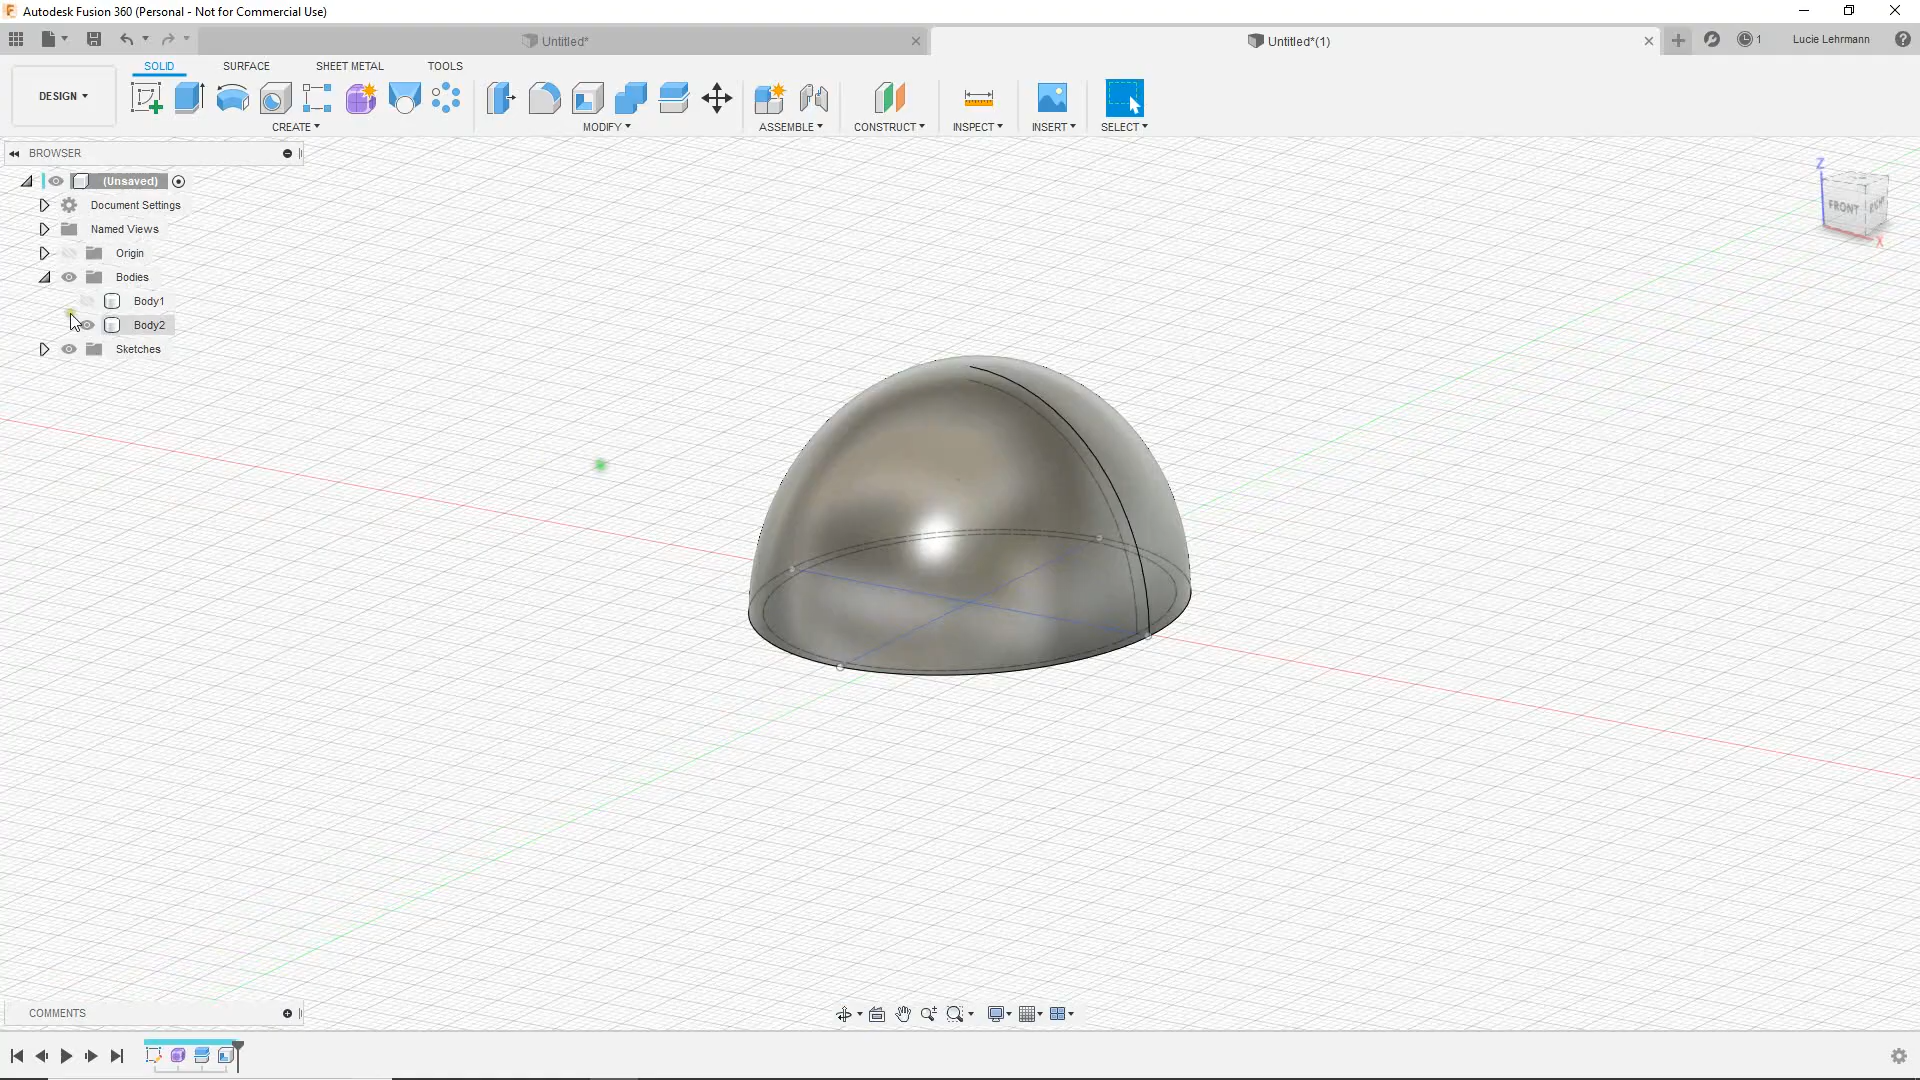 Autodesk Fusion 360 (Personal - Not for Commercial Use)
Untitled*
Untitled*(1)
1
Lucie Lehrmann
DESIGN
SOLID
SURFACE
SHEET METAL
TOOLS
CREATE
MODIFY
ASSEMBLE
CONSTRUCT
INSPECT
INSERT
SELECT
BROWSER
(Unsaved)
Document Settings
Named Views
Origin
Bodies
Body1
Body2
Sketches
Z
FRONT
RIGHT
X
COMMENTS